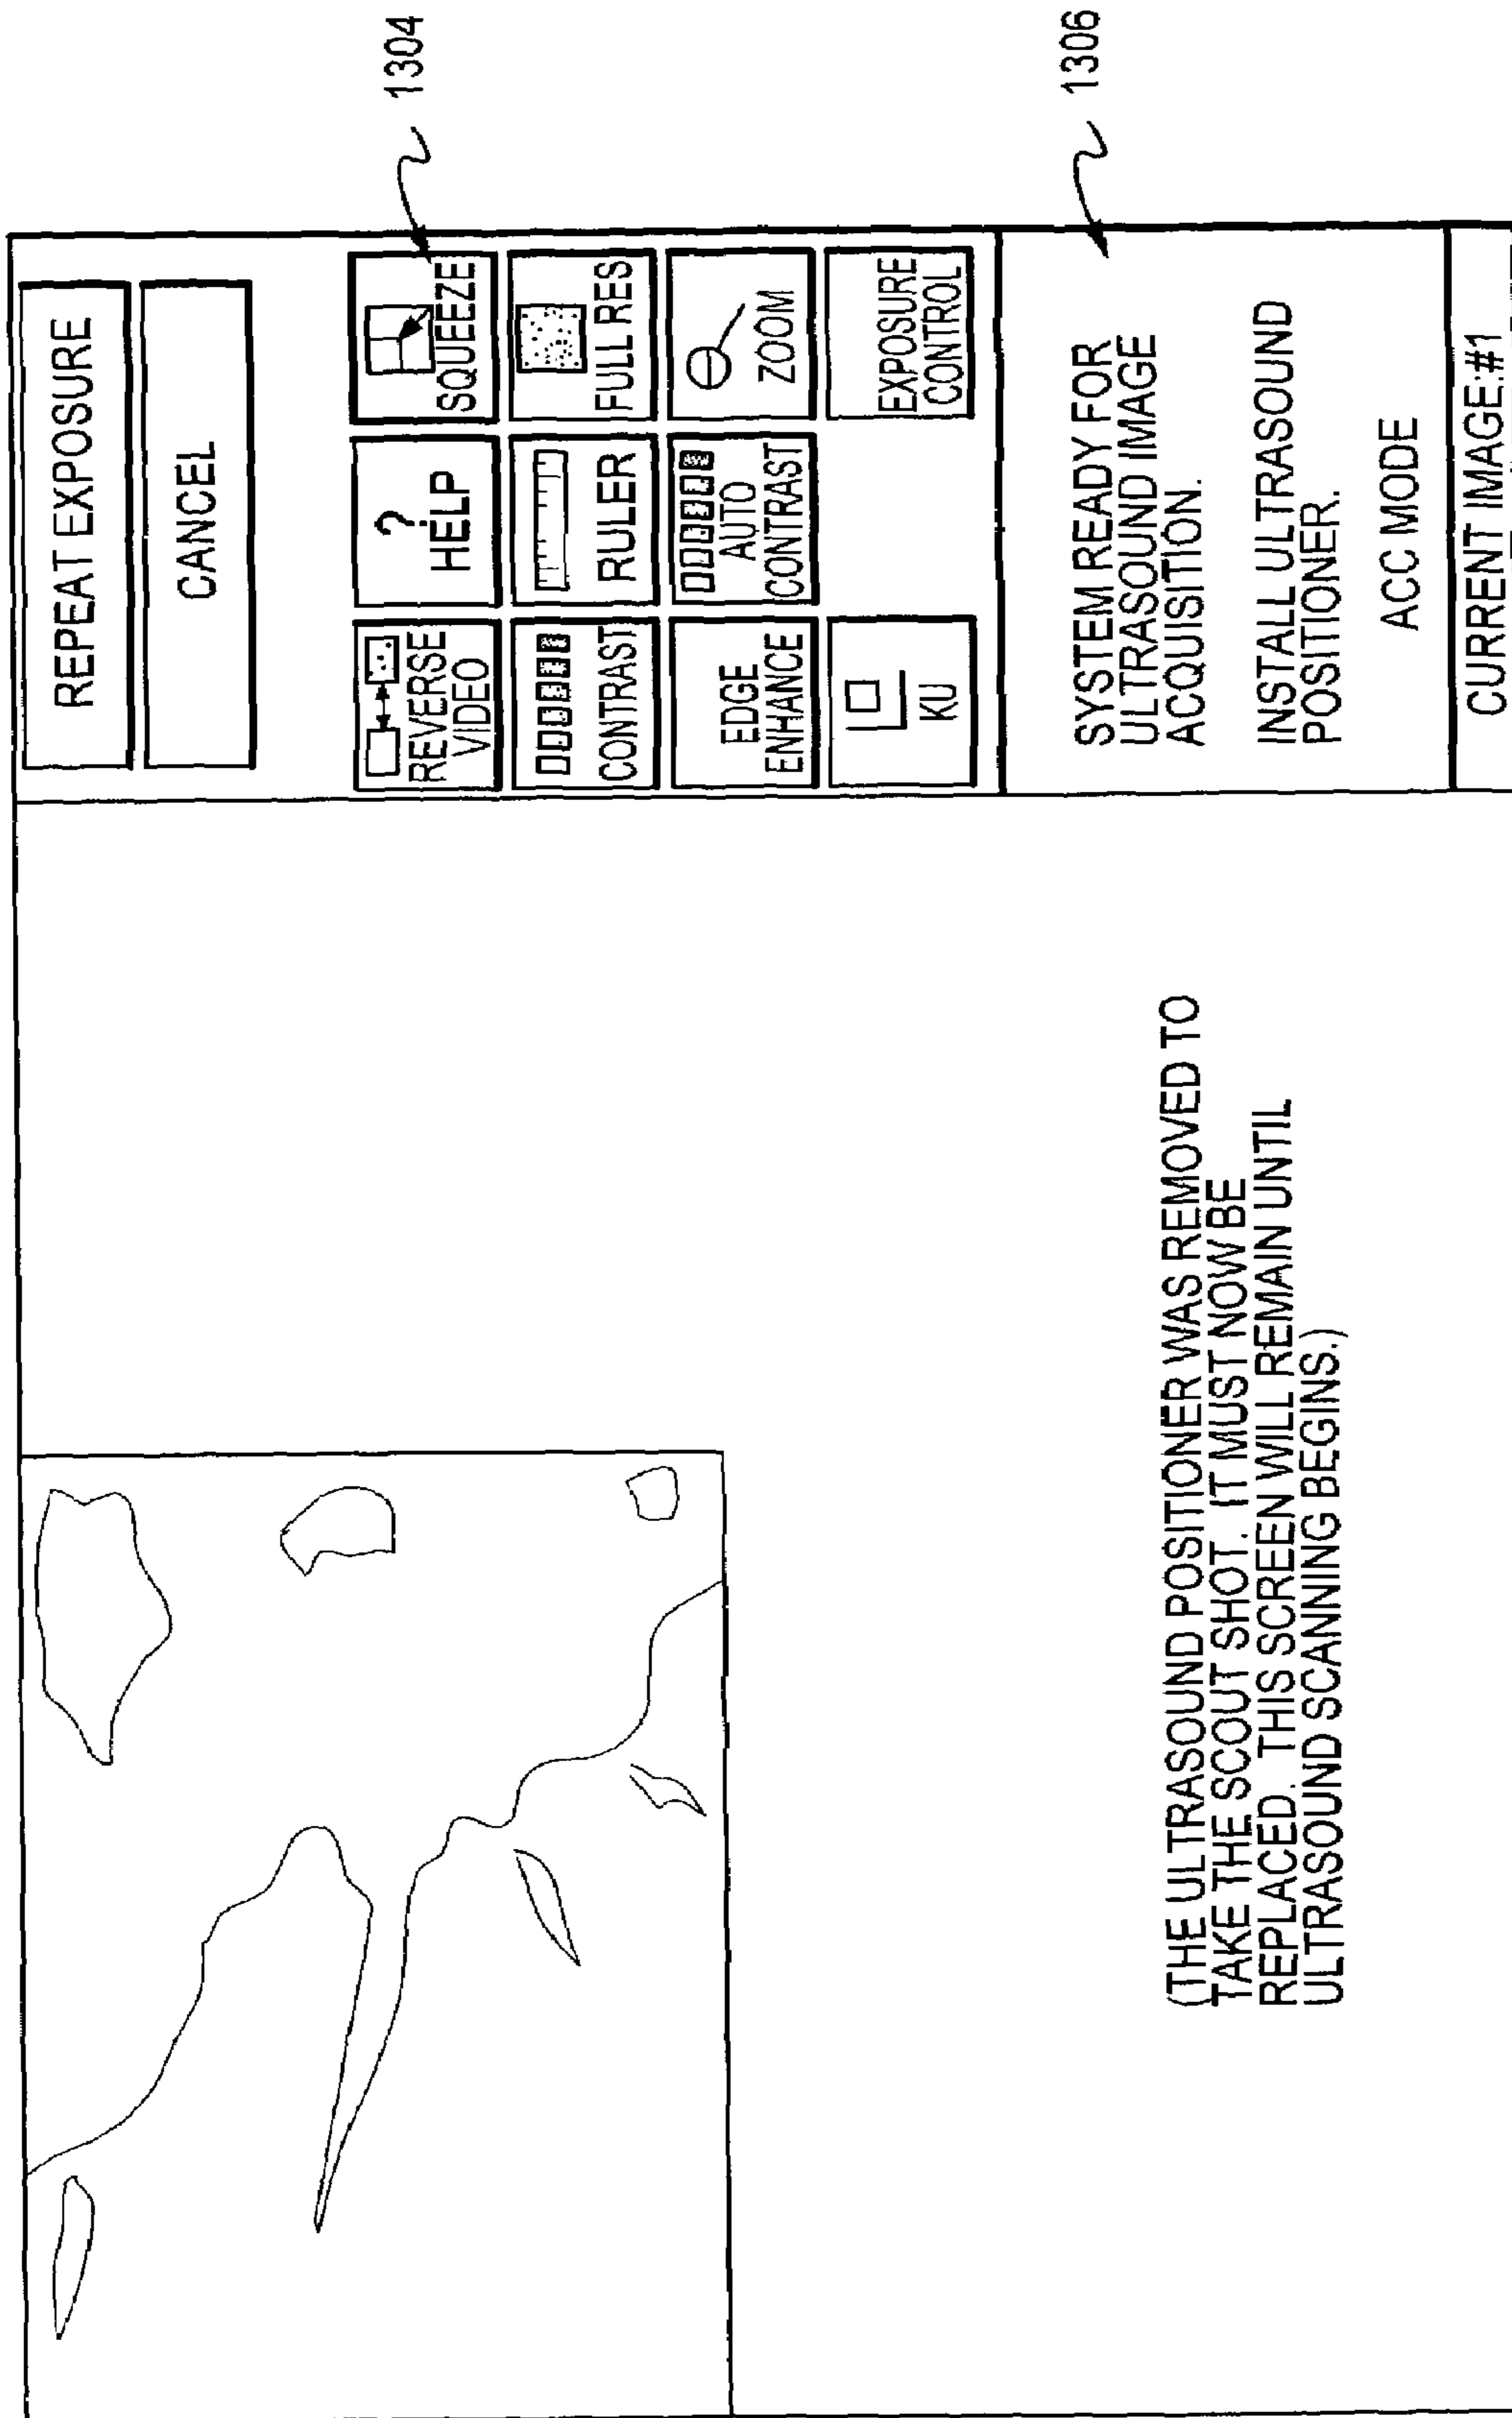 REPEAT EXPOSURE
CANCEL
REVERSE
VIDEO
?
HELP
SQUEEZE
1304
CONTRAST
RULER
FULL RES
EDGE
ENHANCE
AUTO
CONTRAST
ZOOM
KU
EXPOSURE
CONTROL
SYSTEM READY FOR
ULTRASOUND IMAGE
ACQUISITION.
INSTALL ULTRASOUND
POSITIONER.
1306
ACC MODE
CURRENT IMAGE:#1
(THE ULTRASOUND POSITIONER WAS REMOVED TO
TAKE THE SCOUT SHOT. IT MUST NOW BE
REPLACED. THIS SCREEN WILL REMAIN UNTIL
ULTRASOUND SCANNING BEGINS.)